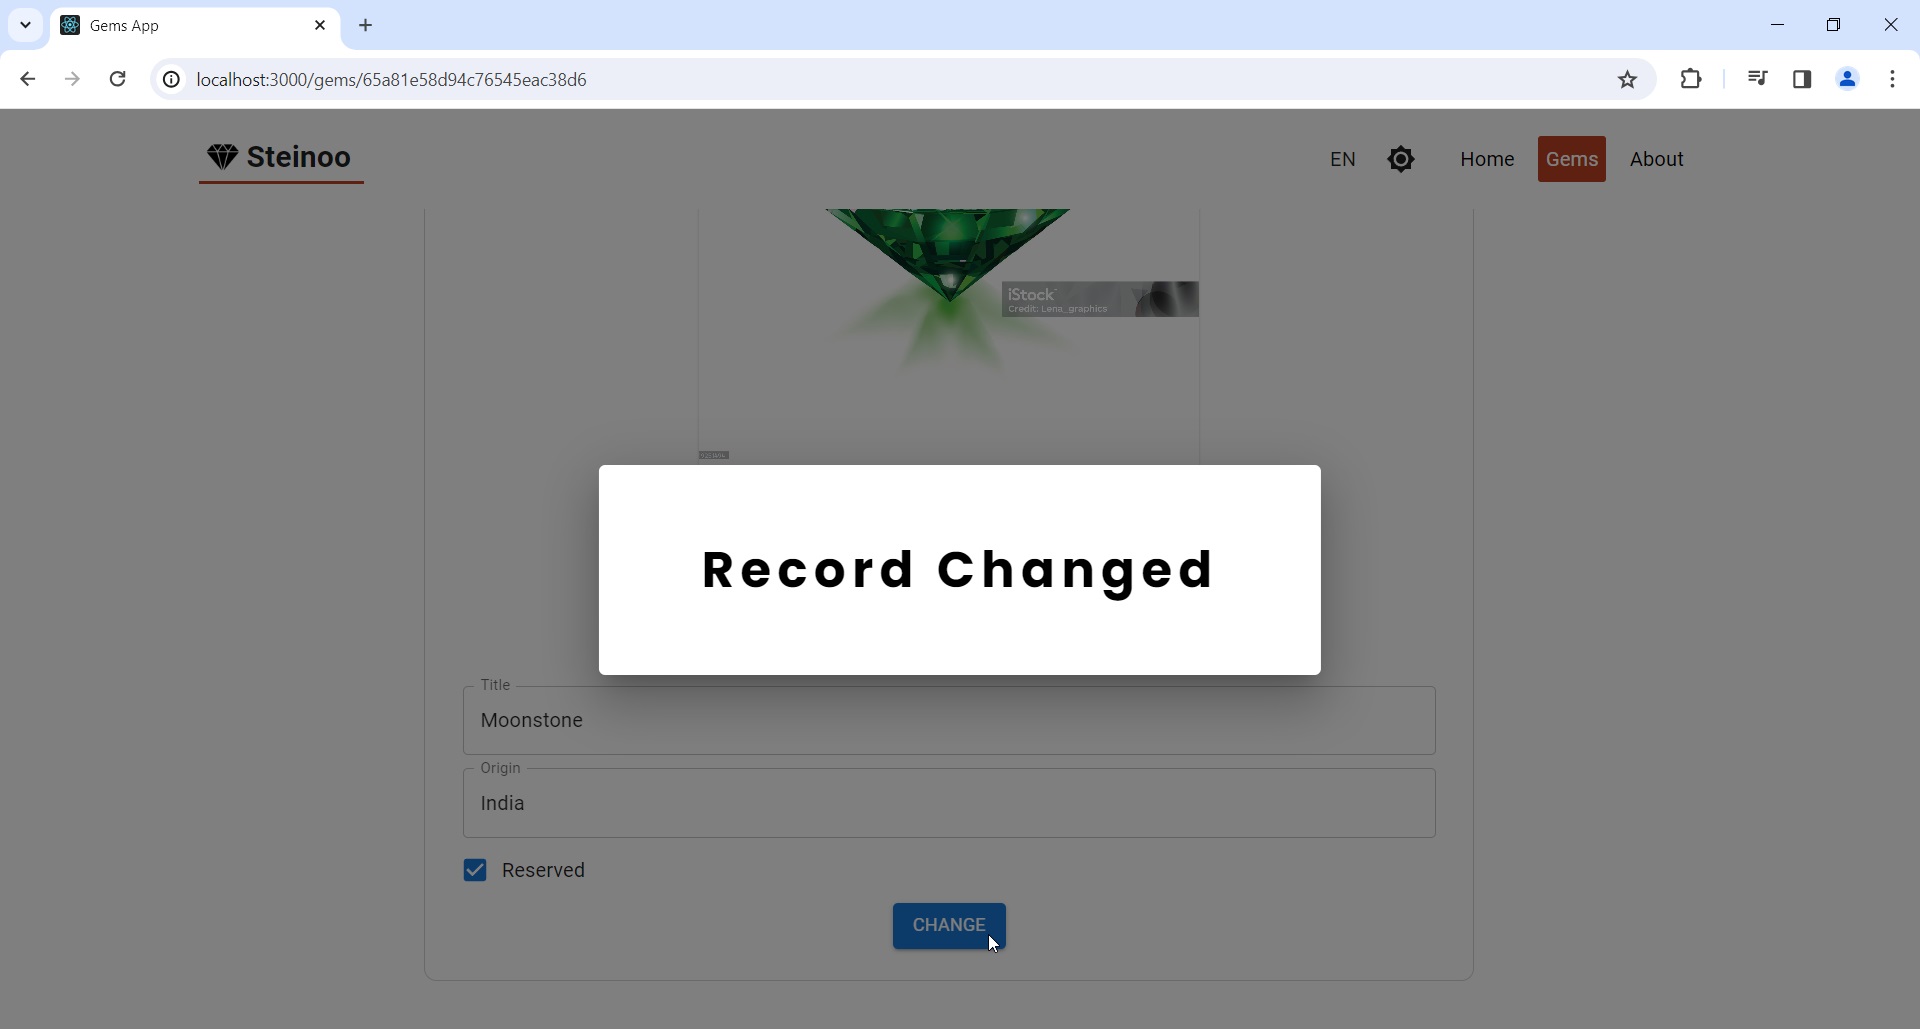 Gems App
localhost:3000/gems/65a81e58d94c76545eac38d6
Steinoo
EN
Home
Gems
About
iStock
Credit: Lena_graphics
Record Changed
Title
Moonstone
Origin
India
Reserved
CHANGE